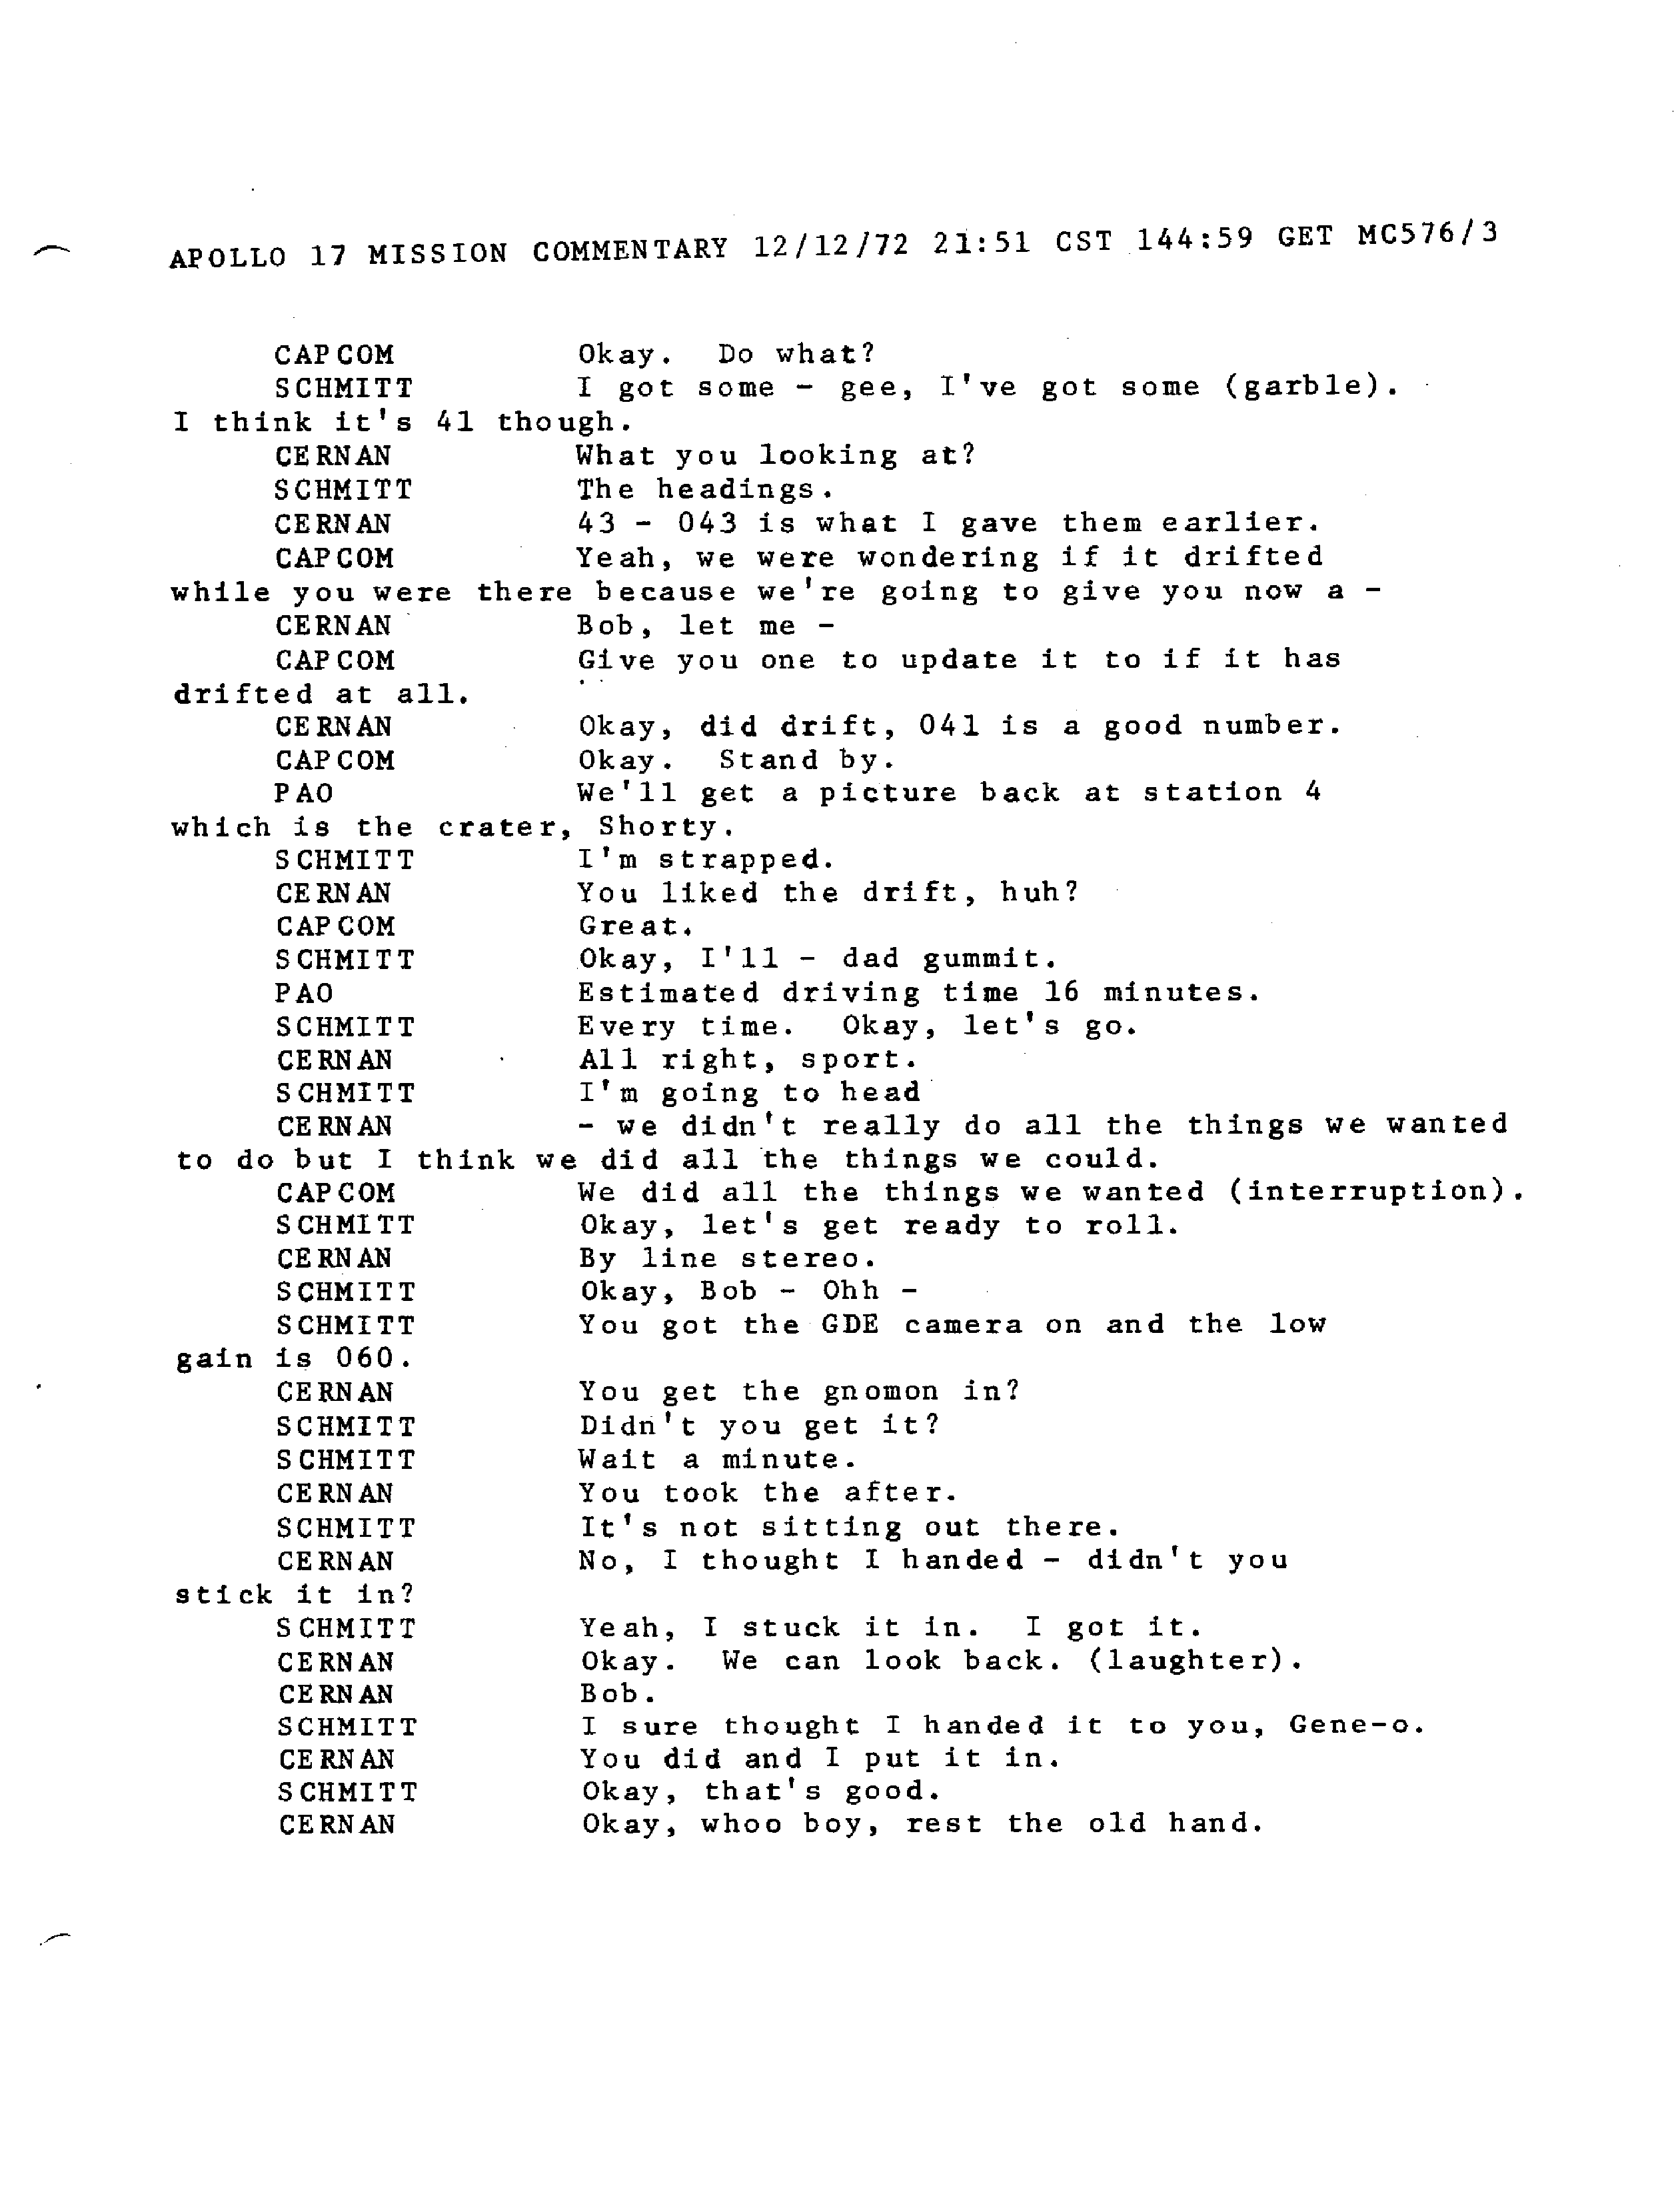 APOLLO 17 MISSION COMMENTARY 12/12/72 21:51 CST 144:59 GET MC576/3
CAPCOM Okay. Do what?
SCHMITT I got some - gee, I've got some (garble).
I think it's 41 though.
CERNAN What you looking at?
SCHMITT The headings.
CERNAN 43 - 043 is what I gave them earlier.
CAPCOM Yeah, we were wondering if it drifted
while you were there because we're going to give you now a -
CERNAN Bob, let me -
CAPCOM Give you one to update it to if it has
drifted at all.
CERNAN Okay, did drift, 041 is a good number.
CAPCOM Okay. Stand by.
PAO We'll get a picture back at station 4
which is the crater, Shorty.
SCHMITT I'm strapped.
CERNAN You liked the drift, huh?
CAPCOM Great.
SCHMITT Okay, I'll - dad gummit.
PAO Estimated driving time 16 minutes.
SCHMITT Every time. Okay, let's go.
CERNAN All right, sport.
SCHMITT I'm going to head
CERNAN - we didn't really do all the things we wanted
to do but I think we did all the things we could.
CAPCOM We did all the things we wanted (interruption).
SCHMITT Okay, let's get ready to roll.
CERNAN By line stereo.
SCHMITT Okay, Bob - Ohh -
SCHMITT You got the GDE camera on and the low
gain is 060.
CERNAN You get the gnomon in?
SCHMITT Didn't you get it?
SCHMITT Wait a minute.
CERNAN You took the after.
SCHMITT It's not sitting out there.
CERNAN No, I thought I handed - didn't you
stick it in?
SCHMITT Yeah, I stuck it in. I got it.
CERNAN Okay. We can look back. (laughter).
CERNAN Bob.
SCHMITT I sure thought I handed it to you, Gene-o.
CERNAN You did and I put it in.
SCHMITT Okay, that's good.
CERNAN Okay, whoo boy, rest the old hand.